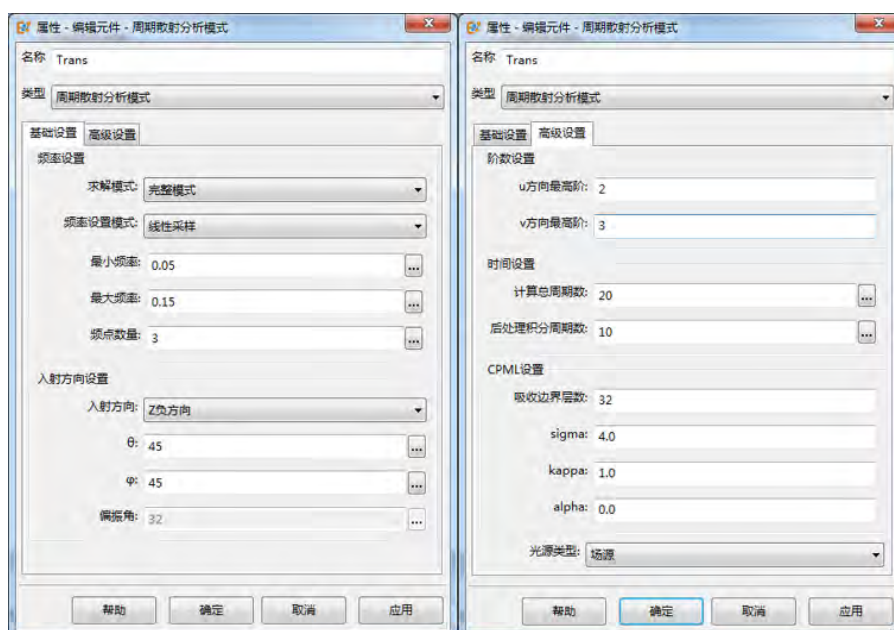 属性 - 编辑元件 - 周期散射分析模式
名称 Trans
类型 周期散射分析模式
基础设置 高级设置
频率设置
求解模式: 完整模式
频率设置模式: 线性采样
最小频率: 0.05 ...
最大频率: 0.15 ...
频点数量: 3 ...
入射方向设置
入射方向: Z负方向
θ: 45 ...
φ: 45 ...
偏振角: 32 ...
帮助 确定 取消 应用
属性 - 编辑元件 - 周期散射分析模式
名称 Trans
类型 周期散射分析模式
基础设置 高级设置
阶数设置
u方向最高阶: 2
v方向最高阶: 3
时间设置
计算总周期数: 20 ...
后处理积分周期数: 10 ...
CPML设置
吸收边界层数: 32
sigma: 4.0
kappa: 1.0
alpha: 0.0
光源类型: 场源
帮助 确定 取消 应用